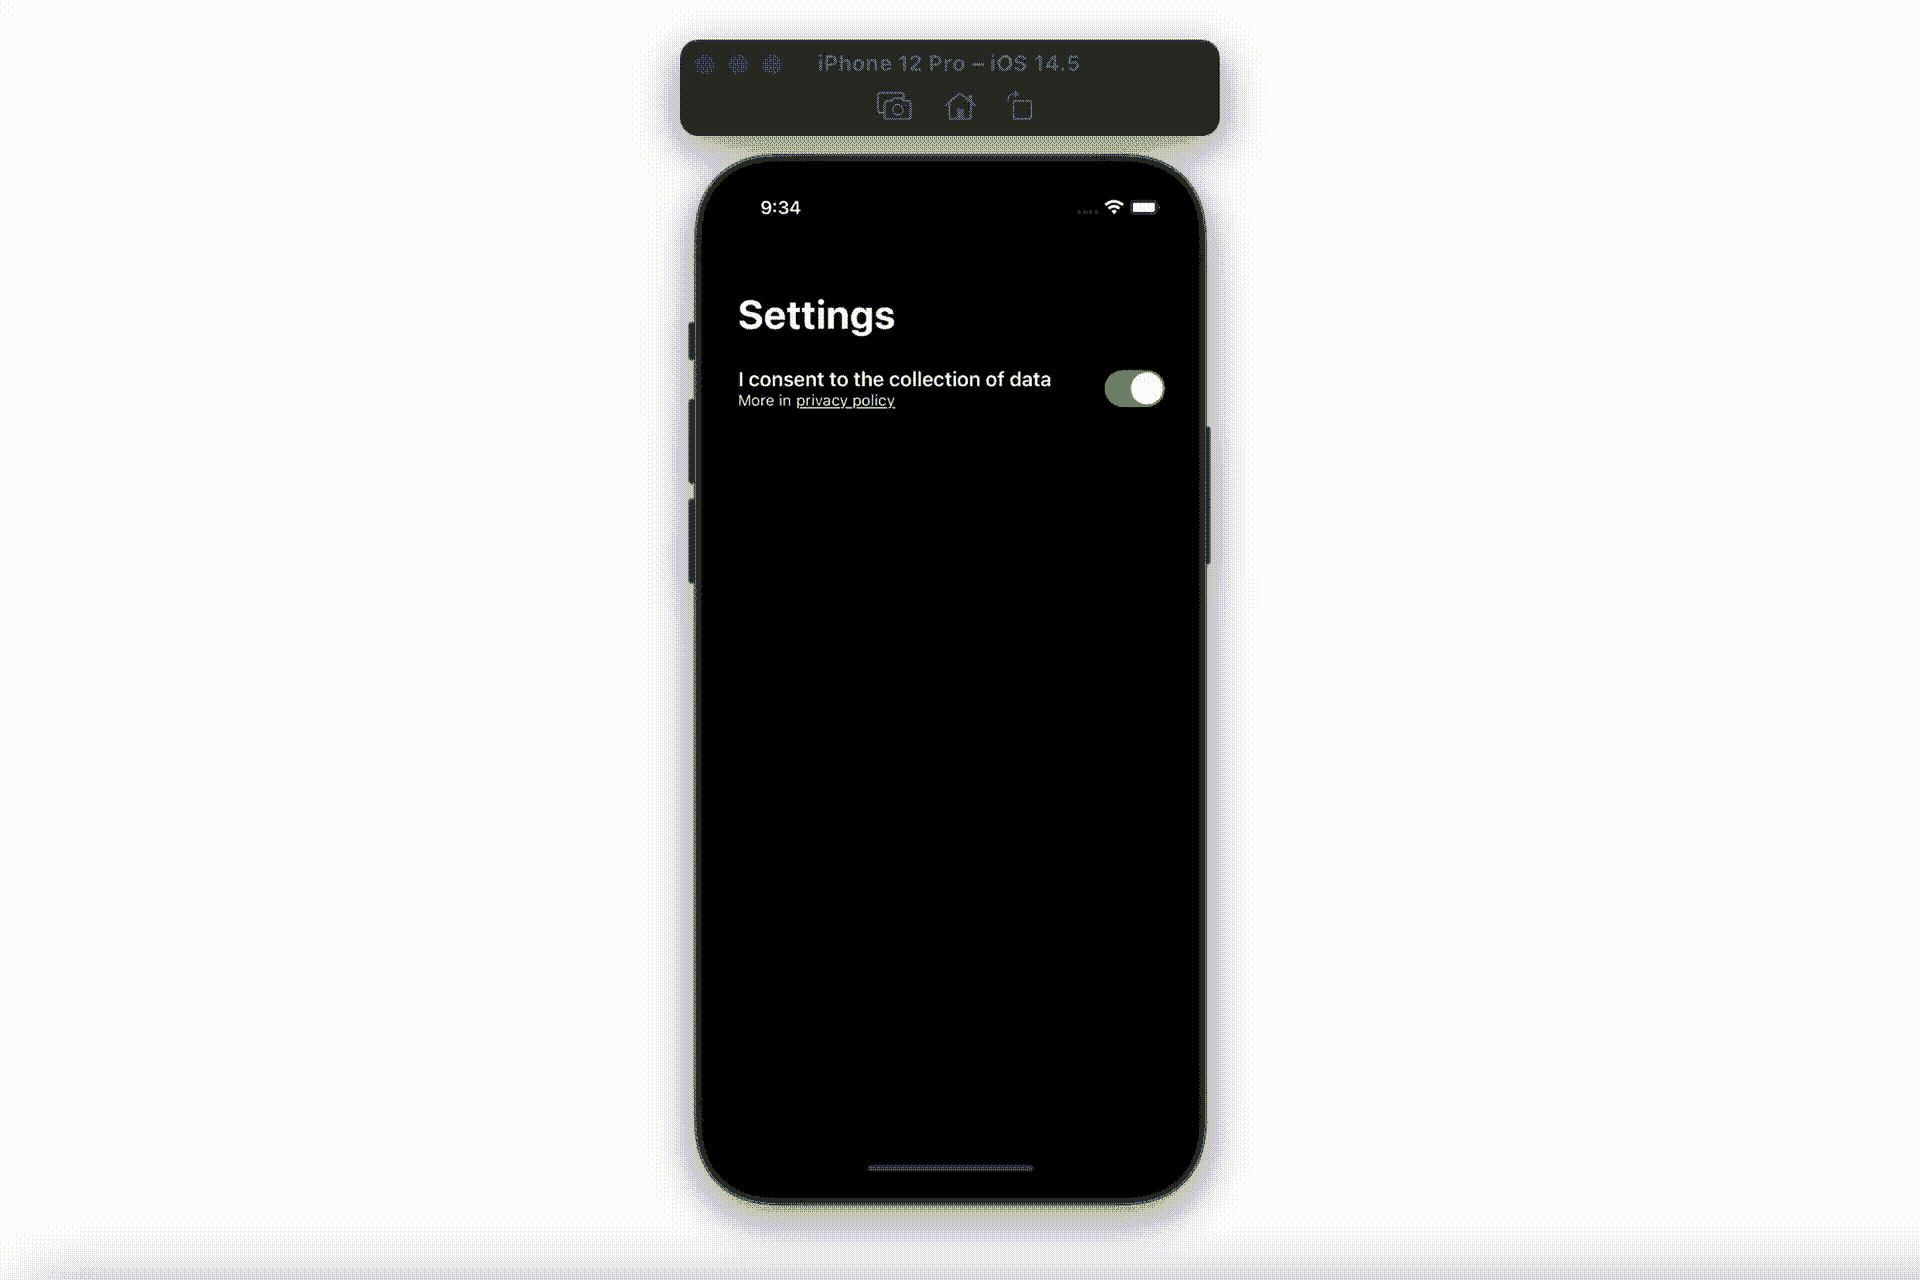 iPhone 12 Pro – iOS 14.5
9:34
Settings
I consent to the collection of data
More in privacy policy